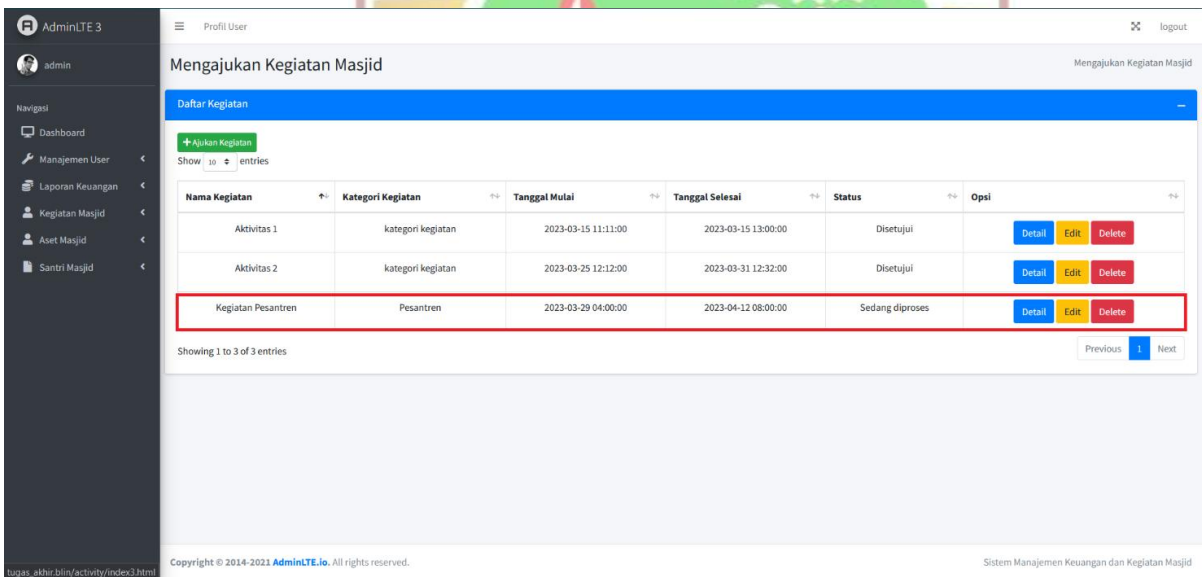 AdminLTE 3
Profil User
logout
admin
Mengajukan Kegiatan Masjid
Mengajukan Kegiatan Masjid
Navigasi
Dashboard
Manajemen User
Laporan Keuangan
Kegiatan Masjid
Aset Masjid
Santri Masjid
Daftar Kegiatan
+Ajukan Kegiatan
Show 10 entries
Nama Kegiatan Kategori Kegiatan Tanggal Mulai Tanggal Selesai Status Opsi
Aktivitas 1 kategori kegiatan 2023-03-15 11:11:00 2023-03-15 13:00:00 Disetujui Detail Edit Delete
Aktivitas 2 kategori kegiatan 2023-03-25 12:12:00 2023-03-31 12:32:00 Disetujui Detail Edit Delete
Kegiatan Pesantren Pesantren 2023-03-29 04:00:00 2023-04-12 08:00:00 Sedang diproses Detail Edit Delete
Showing 1 to 3 of 3 entries
Previous 1 Next
Copyright © 2014-2021 AdminLTE.io. All rights reserved.
Sistem Manajemen Keuangan dan Kegiatan Masjid
tugas_akhir.blin/activity/index3.html